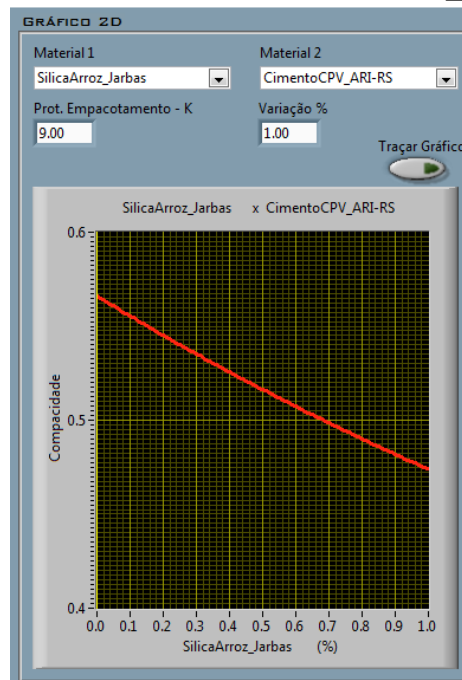 GRÁFICO 2D
Material 1 Material 2
SilicaArroz_Jarbas CimentoCPV_ARI-RS
Prot. Empacotamento - K Variação %
9.00 1.00
Traçar Gráfico
SilicaArroz_Jarbas x CimentoCPV_ARI-RS
0.6
0.5
0.4
Compacidade
0.0 0.1 0.2 0.3 0.4 0.5 0.6 0.7 0.8 0.9 1.0
SilicaArroz_Jarbas (%)